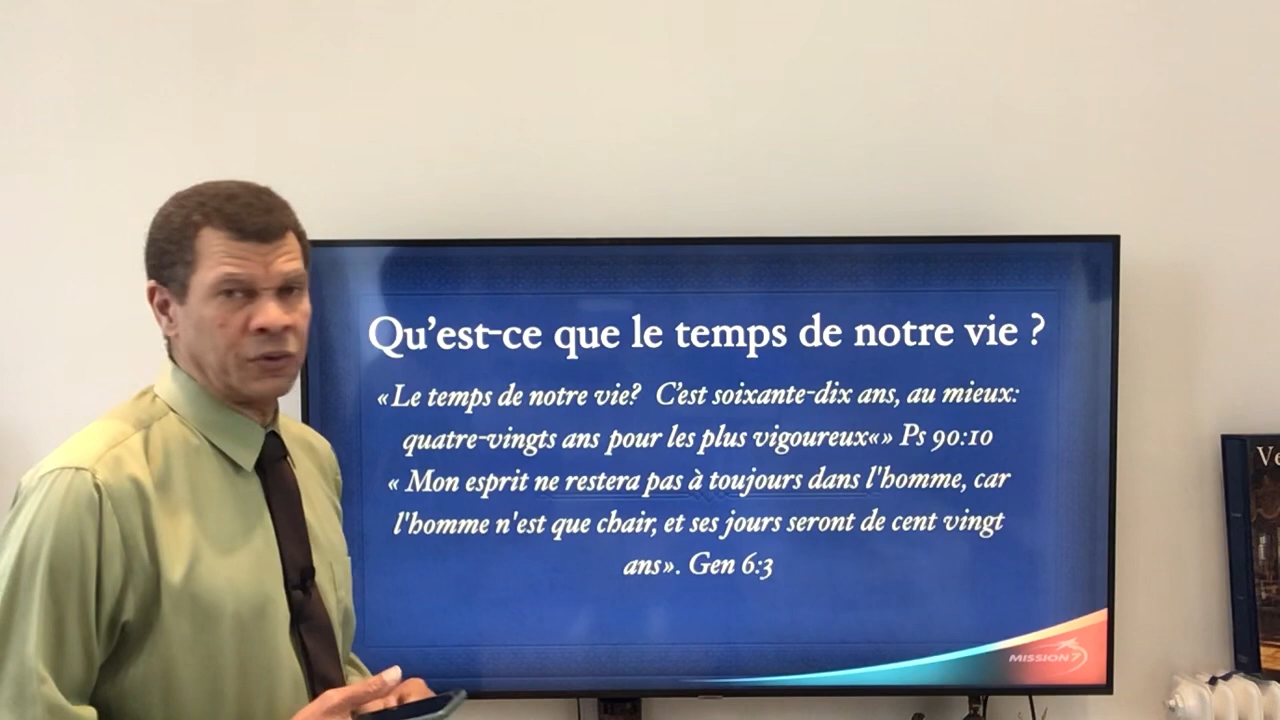 Qu'est-ce que le temps de notre vie ?
«Le temps de notre vie? C'est soixante-dix ans, au mieux:
quatre-vingts ans pour les plus vigoureux«» Ps 90:10
« Mon esprit ne restera pas à toujours dans l'homme, car
l'homme n'est que chair, et ses jours seront de cent vingt
ans». Gen 6:3
MISSION 7